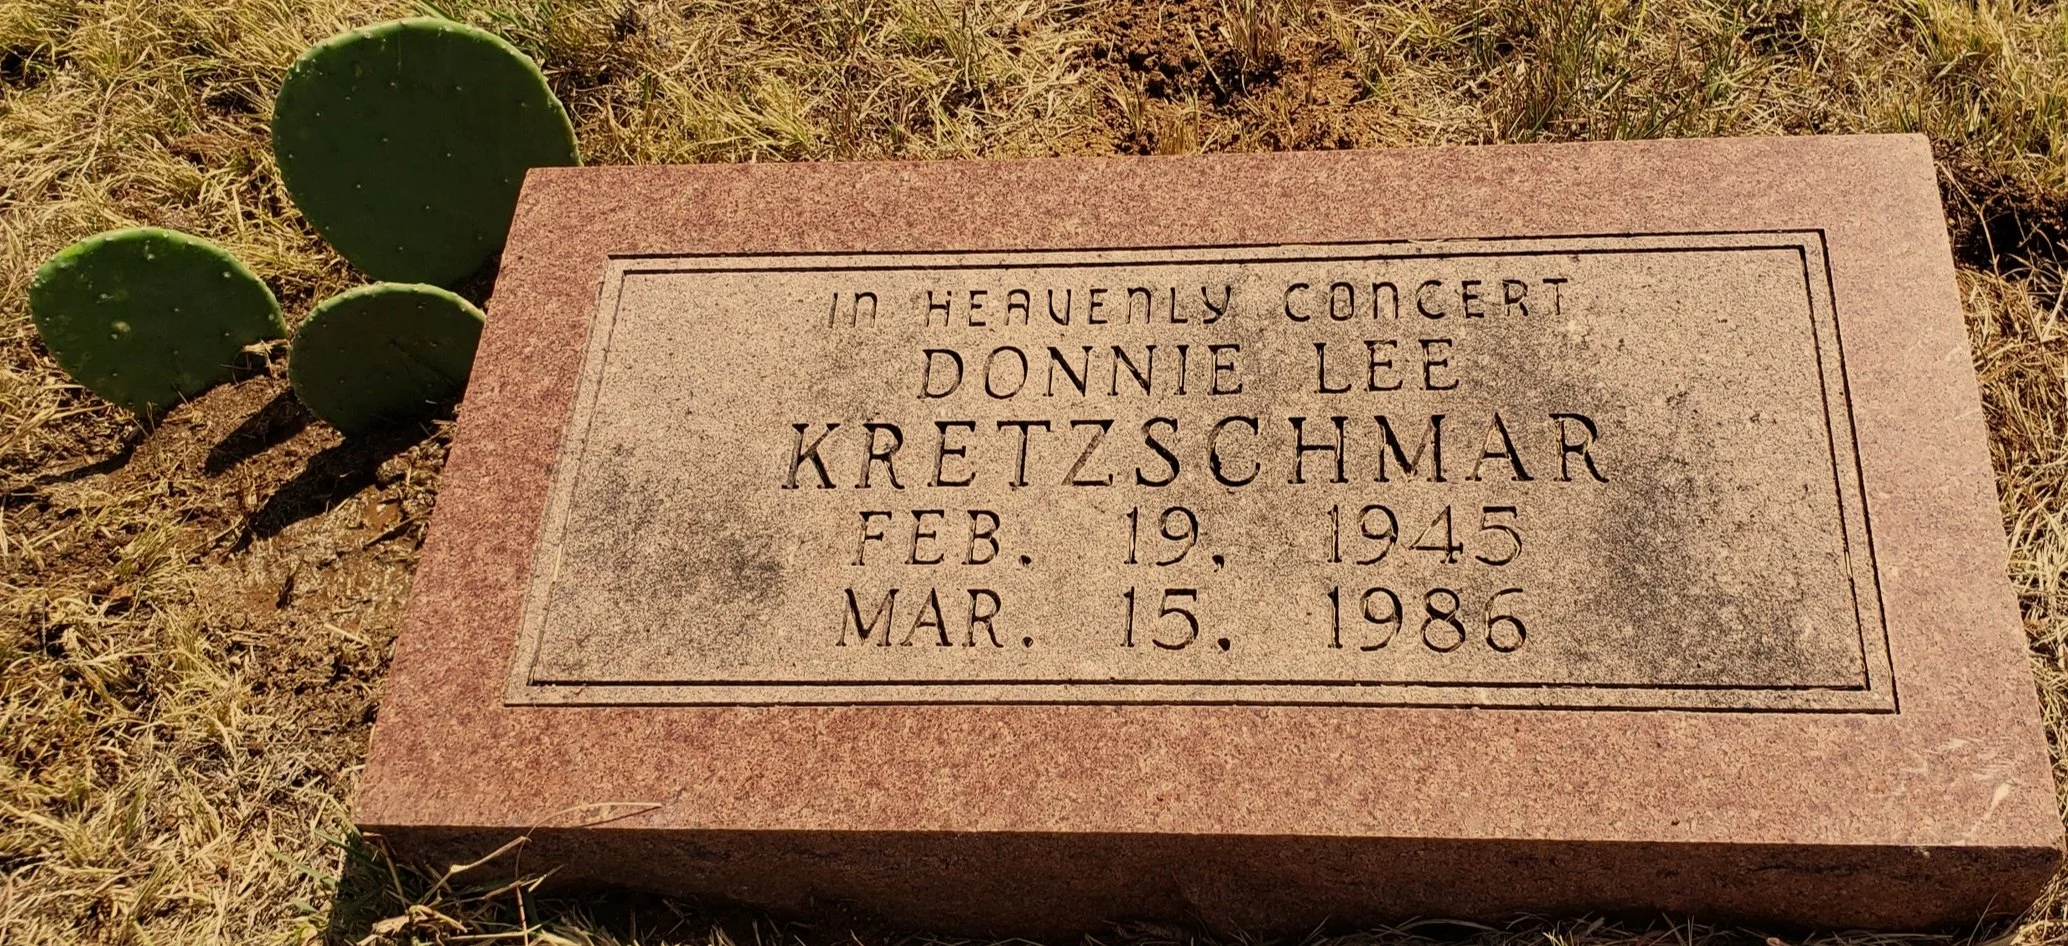 In HEAVEnLY COnCERT
DONNIE LEE
KRETZSCHMAR
FEB. 19, 1945
MAR. 15, 1986